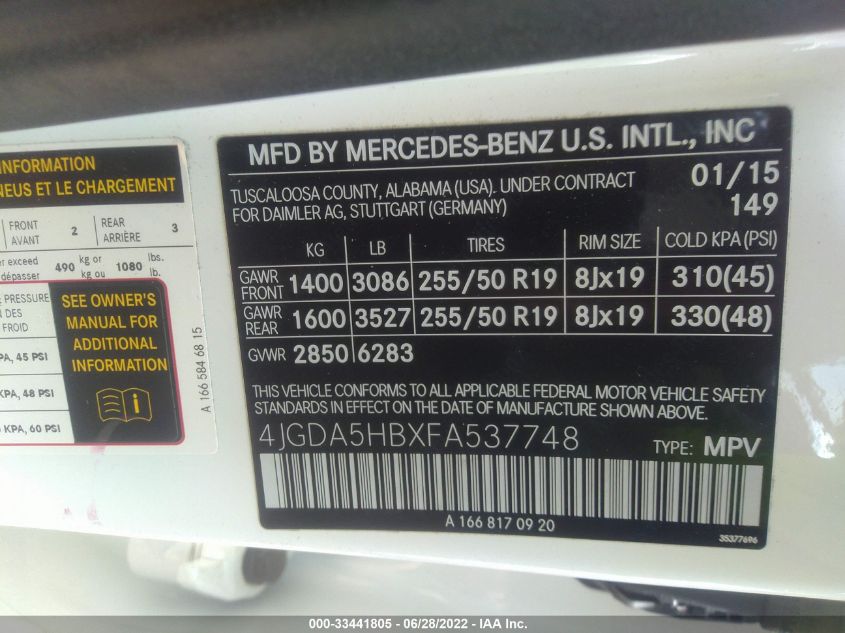 INFORMATION
NEUS ET LE CHARGEMENT
FRONT 2 REAR 3
AVANT ARRIÈRE
exceed 490 kg or 1080 lbs.
dépasser kg ou lb.
PRESSURE
DES
FROID
PA, 45 PSI
KPA, 48 PSI
KPA, 60 PSI
SEE OWNER'S
MANUAL FOR
ADDITIONAL
INFORMATION
A 166 584 68 15
MFD BY MERCEDES-BENZ U.S. INTL., INC
TUSCALOOSA COUNTY, ALABAMA (USA). UNDER CONTRACT 01/15
FOR DAIMLER AG, STUTTGART (GERMANY) 149
KG LB TIRES RIM SIZE COLD KPA (PSI)
GAWR FRONT 1400 3086 255/50 R19 8Jx19 310(45)
GAWR REAR 1600 3527 255/50 R19 8Jx19 330(48)
GVWR 2850 6283
THIS VEHICLE CONFORMS TO ALL APPLICABLE FEDERAL MOTOR VEHICLE SAFETY
STANDARDS IN EFFECT ON THE DATE OF MANUFACTURE SHOWN ABOVE.
4JGDA5HBXFA537748 TYPE: MPV
A 166 817 09 20
35377696
000-33441805 - 06/28/2022 - IMPACT - IAA Inc.